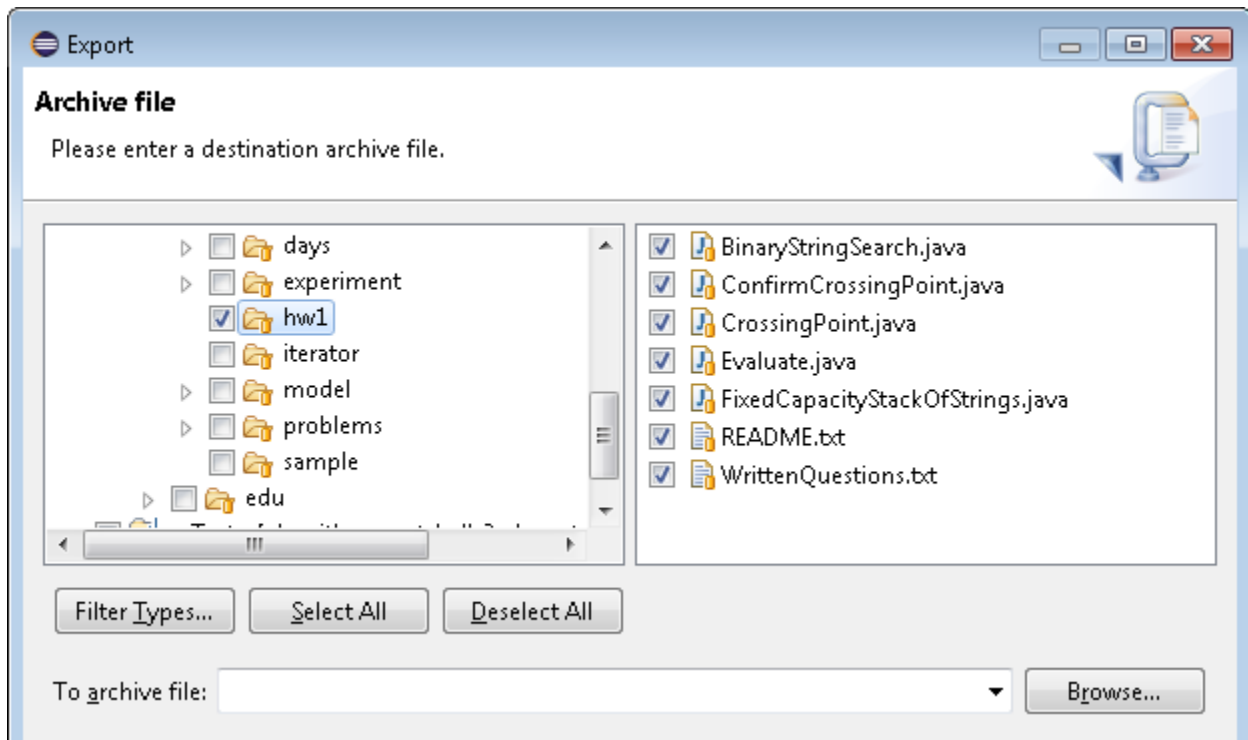 Export
Archive file
Please enter a destination archive file.
days
experiment
hw1
iterator
model
problems
sample
edu
BinaryStringSearch.java
ConfirmCrossingPoint.java
CrossingPoint.java
Evaluate.java
FixedCapacityStackOfStrings.java
README.txt
WrittenQuestions.txt
Filter Types...
Select All
Deselect All
To archive file:
Browse...